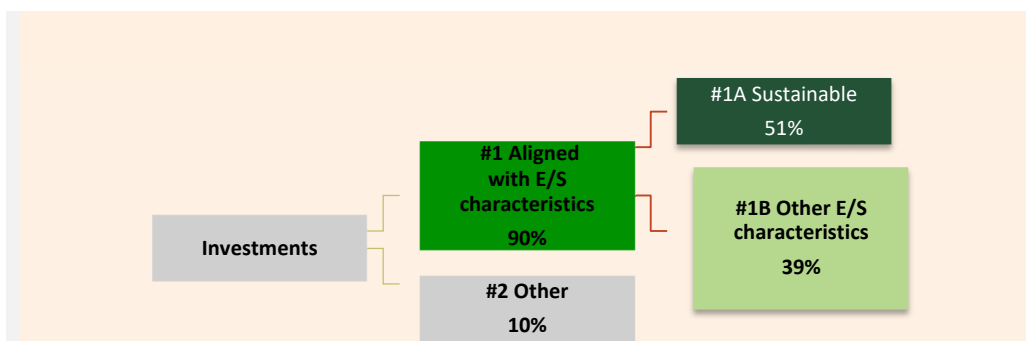 #1A Sustainable
51%
#1 Aligned
with E/S
characteristics
90%
#1B Other E/S
characteristics
39%
Investments
#2 Other
10%